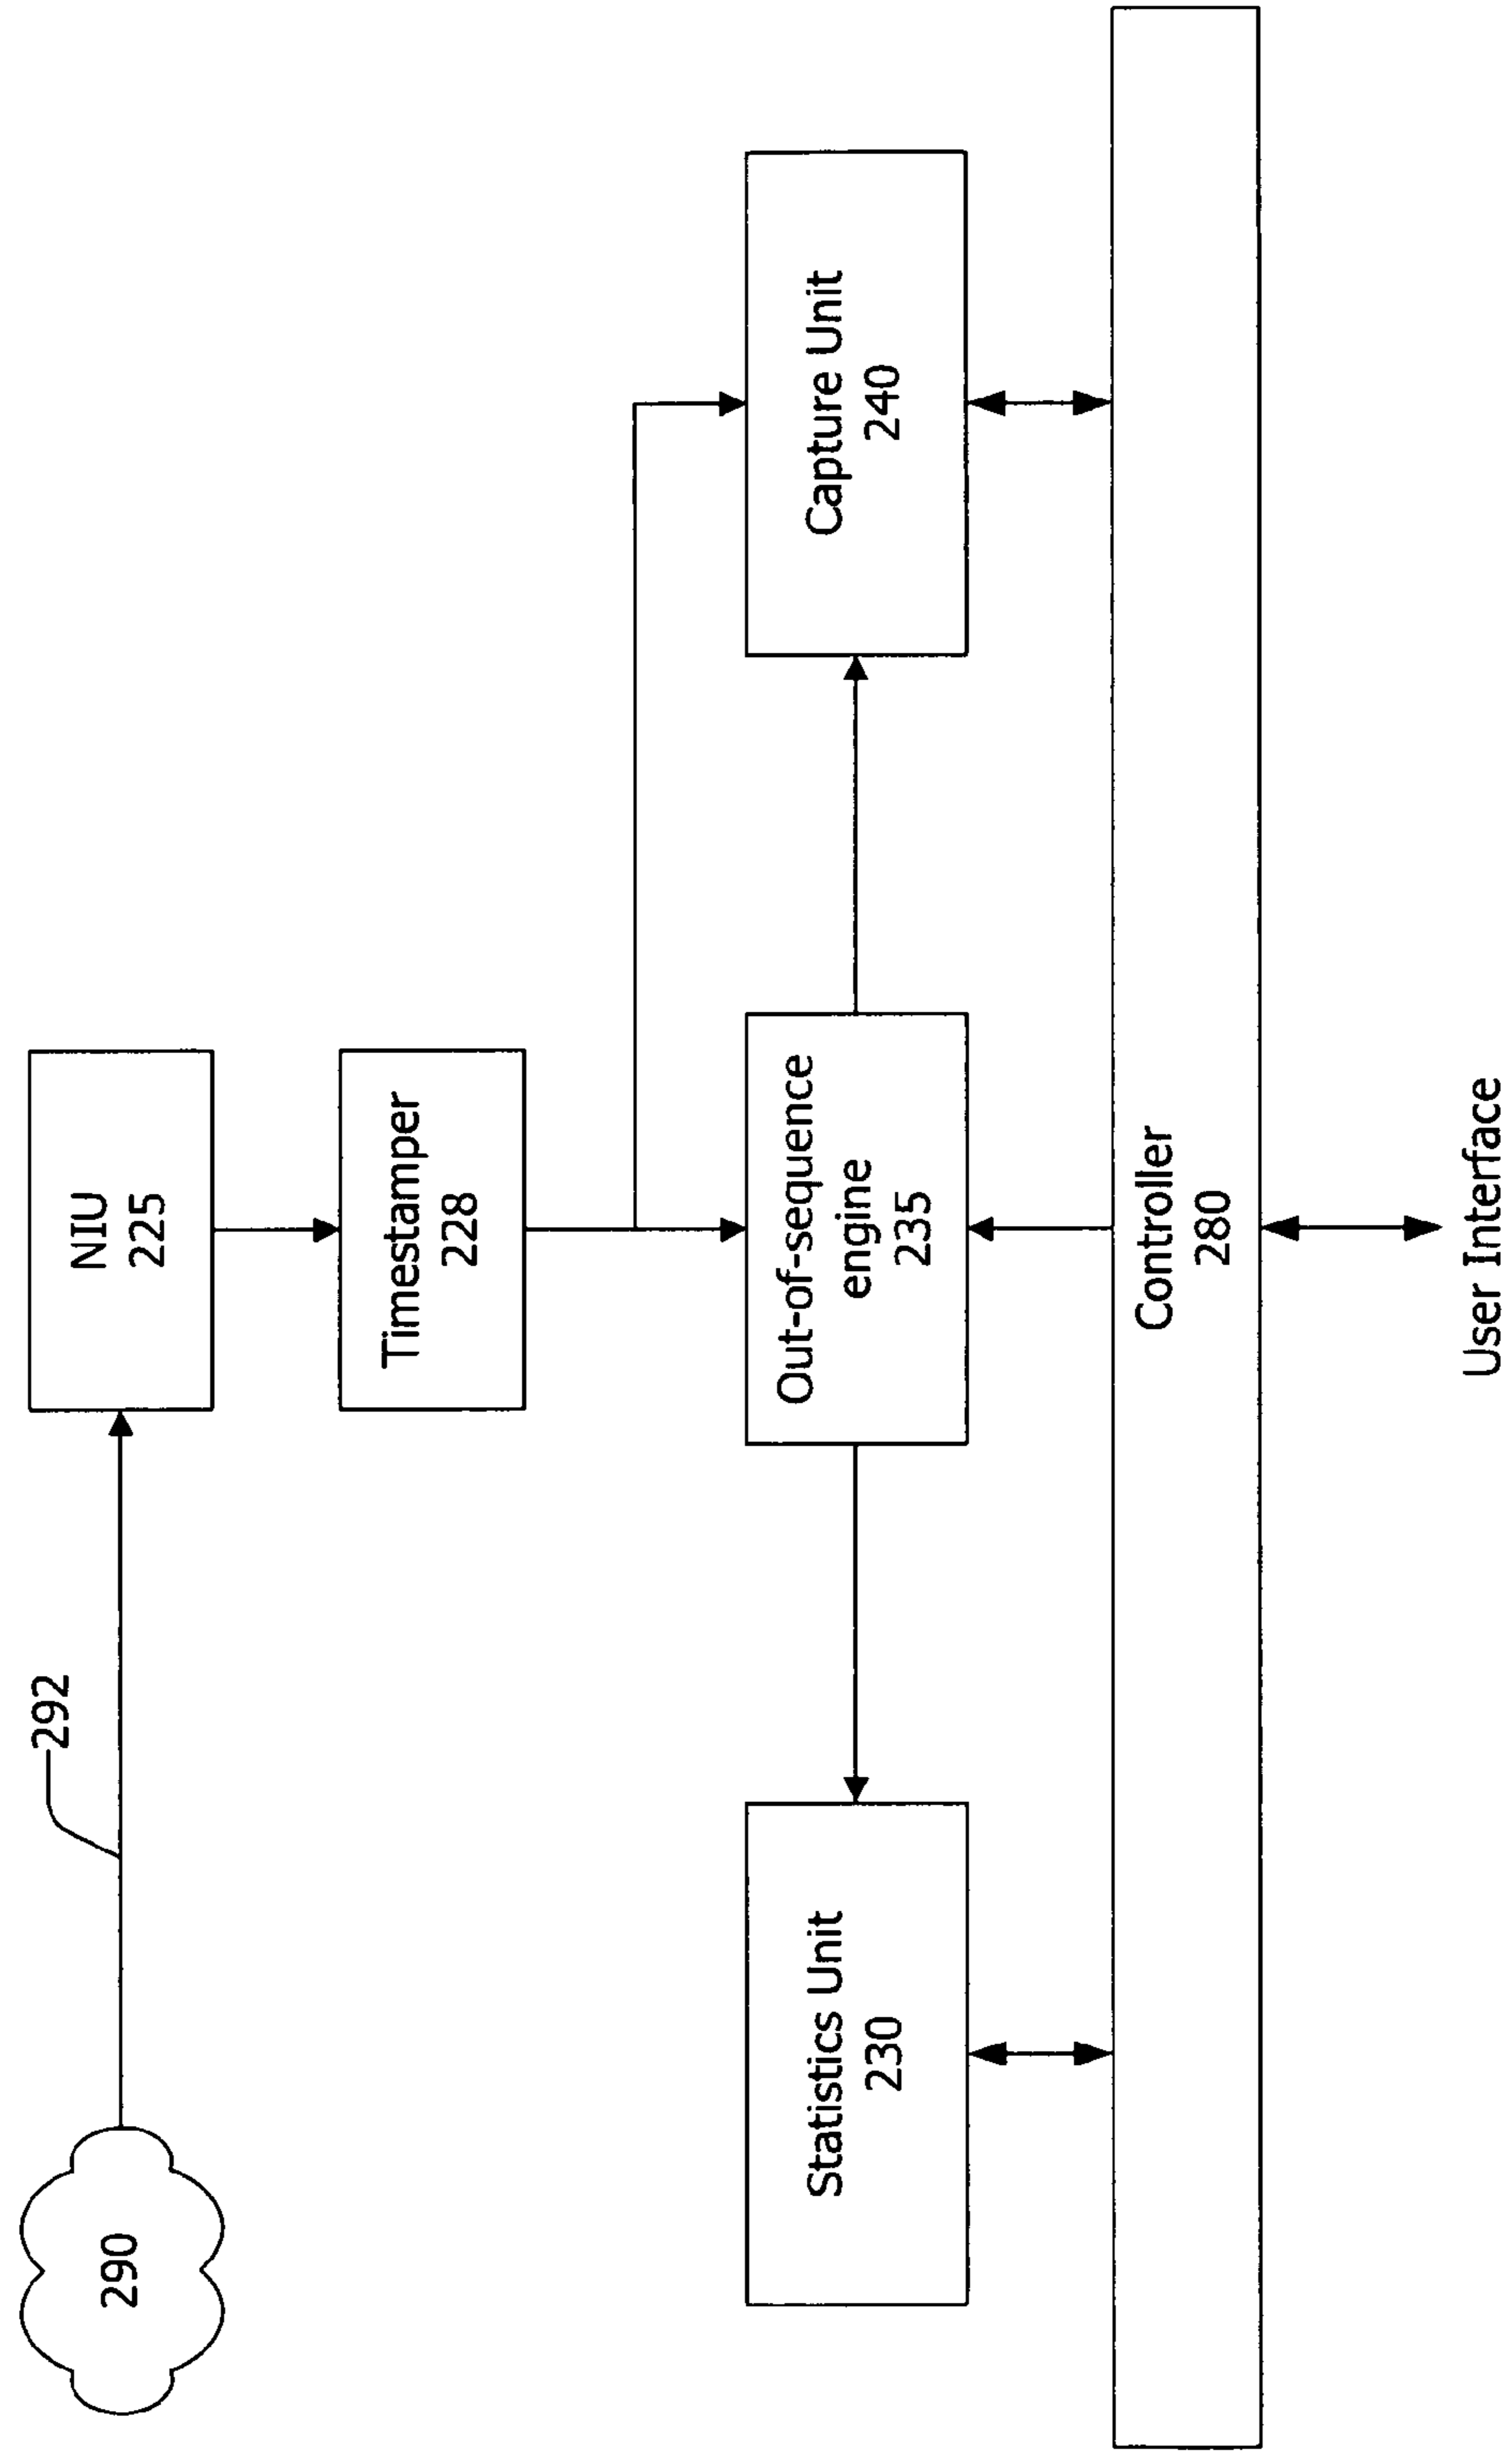 290
292
NIU
225
Timestamper
228
Statistics Unit
230
Out-of-sequence
engine
235
Capture Unit
240
Controller
280
User Interface